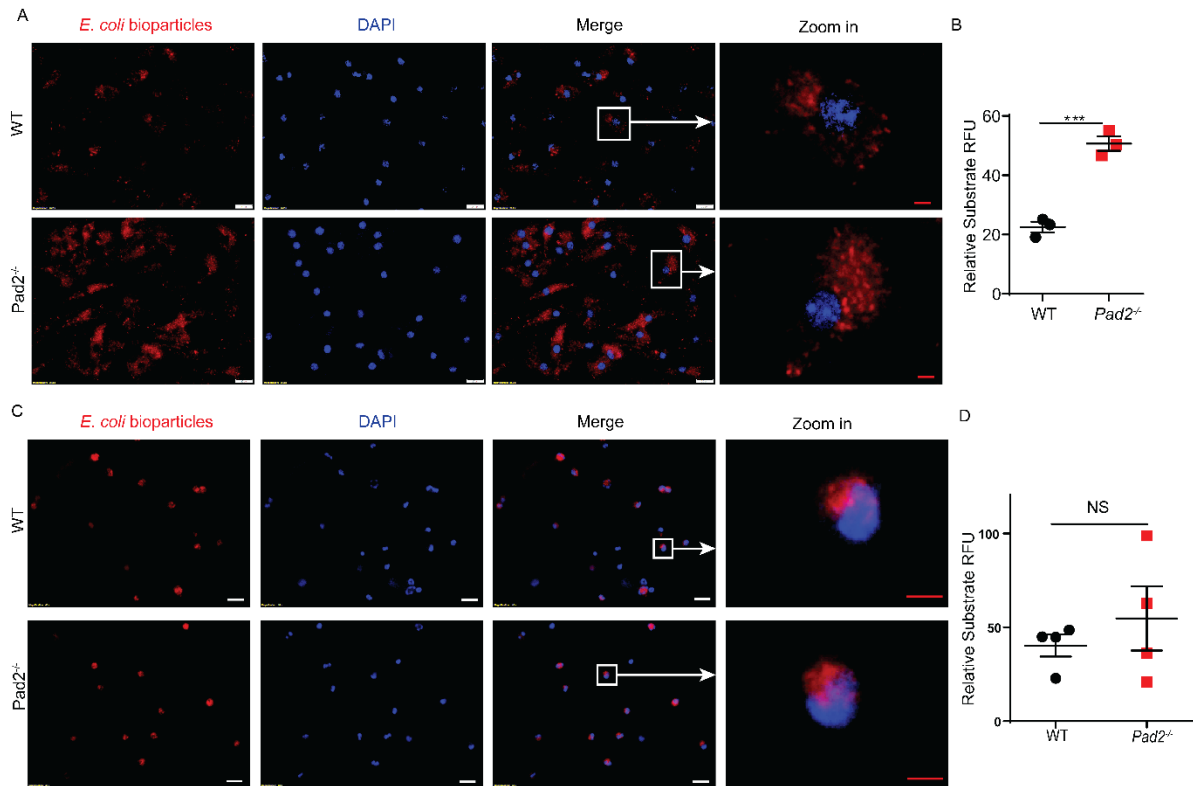 A
E. coli bioparticles
DAPI
Merge
Zoom in
WT
Pad2-/-
B
Relative Substrate RFU
60
40
20
0
***
WT
Pad2-/-
C
E. coli bioparticles
DAPI
Merge
Zoom in
WT
Pad2-/-
D
Relative Substrate RFU
100
50
0
NS
WT
Pad2-/-